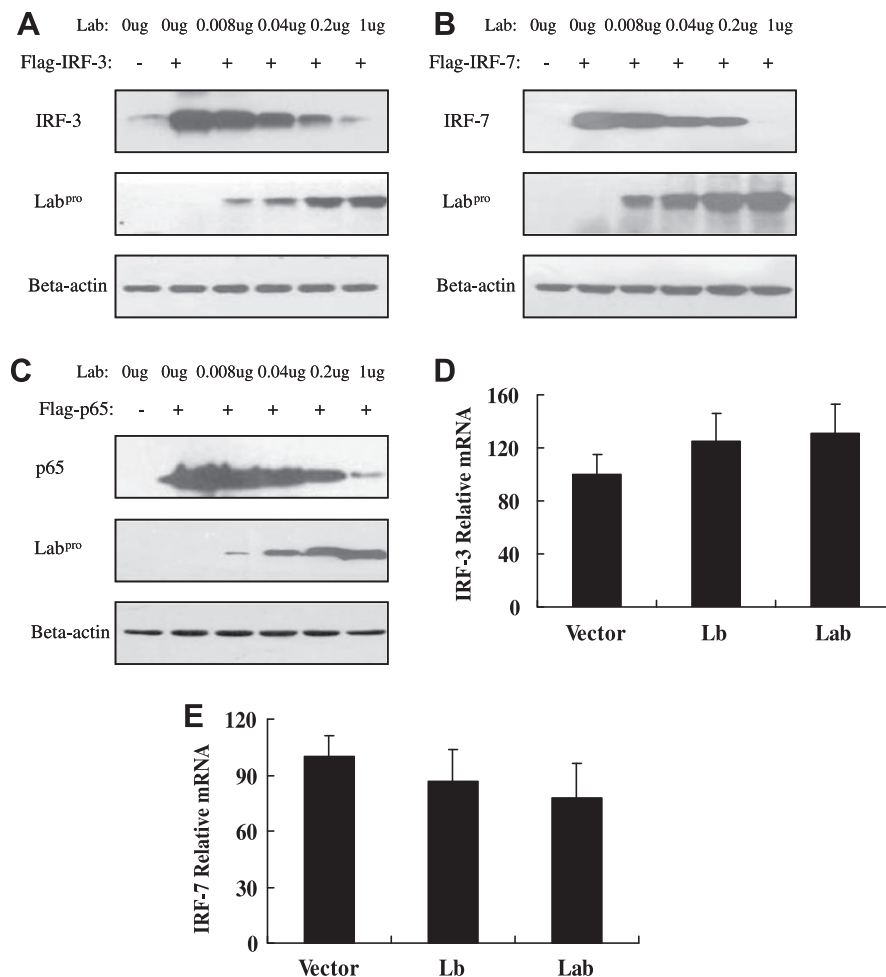 A
Lab: 0ug 0ug 0.008ug 0.04ug 0.2ug 1ug
Flag-IRF-3: - + + + + +
IRF-3
Labpro
Beta-actin
B
Lab: 0ug 0ug 0.008ug 0.04ug 0.2ug 1ug
Flag-IRF-7: - + + + + +
IRF-7
Labpro
Beta-actin
C
Lab: 0ug 0ug 0.008ug 0.04ug 0.2ug 1ug
Flag-p65: - + + + + +
p65
Labpro
Beta-actin
D
IRF-3 Relative mRNA
160
120
80
40
0
Vector Lb Lab
E
IRF-7 Relative mRNA
120
90
60
30
0
Vector Lb Lab